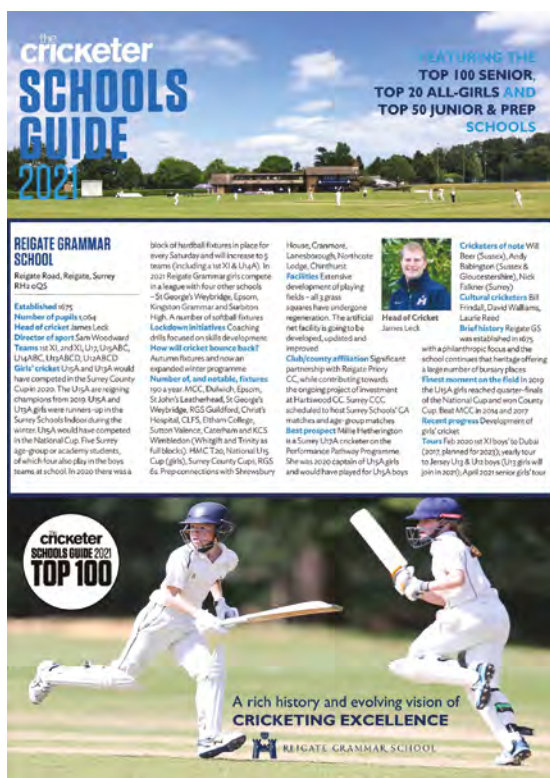 the
cricketer
SCHOOLS
GUIDE
2021
FEATURING THE
TOP 100 SENIOR,
TOP 20 ALL-GIRLS AND
TOP 50 JUNIOR & PREP
SCHOOLS
REIGATE GRAMMAR
SCHOOL
Reigate Road, Reigate, Surrey
RH2 0QS
Established 1675
Number of pupils 1,064
Head of cricket James Leck
Director of sport Sam Woodward
Teams 1st XI, 2nd XI, U17, U15ABC,
U14ABC, U13ABCD, U12ABCD
Girls' cricket U15A and U13A would
have competed in the Surrey County
Cup in 2020. The U15A are reigning
champions from 2019. U15A and
U13A girls were runners-up in the
Surrey Schools Indoor during the
winter. U15A would have competed
in the National Cup. Five Surrey
age-group or academy students,
of which four also play in the boys
teams at school. In 2020 there was a
block of hardball fixtures in place for
every Saturday and will increase to 5
teams (including a 1st XI & U14A). In
2021 Reigate Grammar girls compete
in a league with four other schools
– St George's Weybridge, Epsom,
Kingston Grammar and Surbiton
High. A number of softball fixtures
Lockdown initiatives Coaching
drills focused on skills development
How will cricket bounce back?
Autumn fixtures and now an
expanded winter programme
Number of, and notable, fixtures
190 a year. MCC, Dulwich, Epsom,
St John's Leatherhead, St George's
Weybridge, RGS Guildford, Christ's
Hospital, CLFS, Eltham College,
Sutton Valence, Caterham and KCS
Wimbledon (Whitgift and Trinity as
full blocks). HMC T20, National U15
Cup (girls), Surrey County Cups, RGS
6s. Prep connections with Shrewsbury
House, Cranmore,
Lanesborough, Northcote
Lodge, Chinthurst
Facilities Extensive
development of playing
fields – all 3 grass
squares have undergone
regeneration. The artificial
net facility is going to be
developed, updated and
improved
Club/county affiliation Significant
partnership with Reigate Priory
CC, while contributing towards
the ongoing project of investment
at Hartswood CC. Surrey CCC
scheduled to host Surrey Schools' CA
matches and age-group matches
Best prospect Millie Hetherington
is a Surrey U17A cricketer on the
Performance Pathway Programme.
She was 2020 captain of U15A girls
and would have played for U15A boys
Head of Cricket
James Leck
Cricketers of note Will
Beer (Sussex), Andy
Babington (Sussex &
Gloucestershire), Nick
Falkner (Surrey)
Cultural cricketers Bill
Frindall, David Walliams,
Laurie Reed
Brief history Reigate GS
was established in 1675
with a philanthropic focus and the
school continues that heritage offering
a large number of bursary places
Finest moment on the field In 2019
the U15A girls reached quarter-finals
of the National Cup and won County
Cup. Beat MCC in 2014 and 2017
Recent progress Development of
girls' cricket
Tours Feb 2020 1st XI boys' to Dubai
(2017, planned for 2023); yearly tour
to Jersey U13 & U12 boys (U13 girls will
join in 2021); April 2021 senior girls' tour
the
cricketer
SCHOOLS GUIDE 2021
TOP 100
A rich history and evolving vision of
CRICKETING EXCELLENCE
REIGATE GRAMMAR SCHOOL